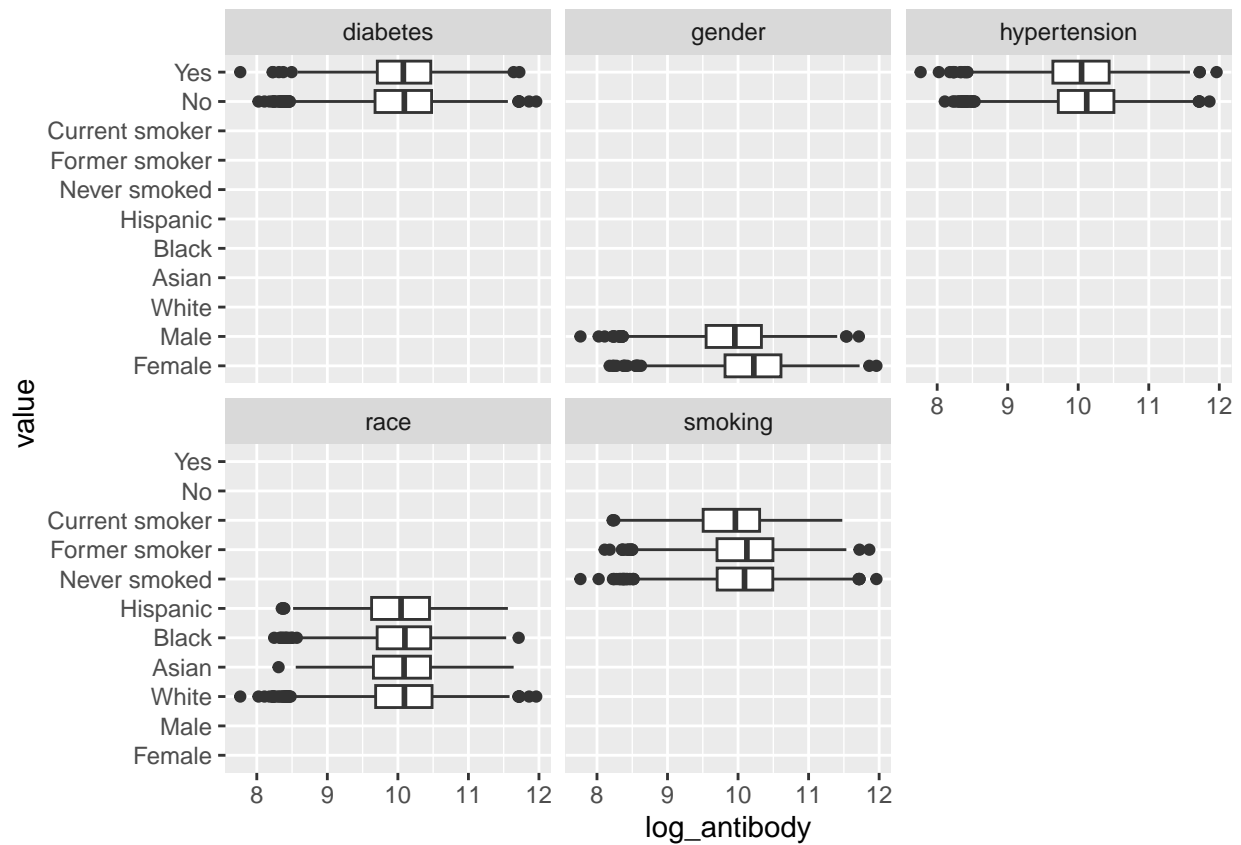 diabetes gender hypertension
Yes
No
Current smoker
Former smoker
Never smoked
Hispanic
Black
Asian
White
Male
Female
8 9 10 11 12
value
race smoking
Yes
No
Current smoker
Former smoker
Never smoked
Hispanic
Black
Asian
White
Male
Female
8 9 10 11 12 8 9 10 11 12
log_antibody